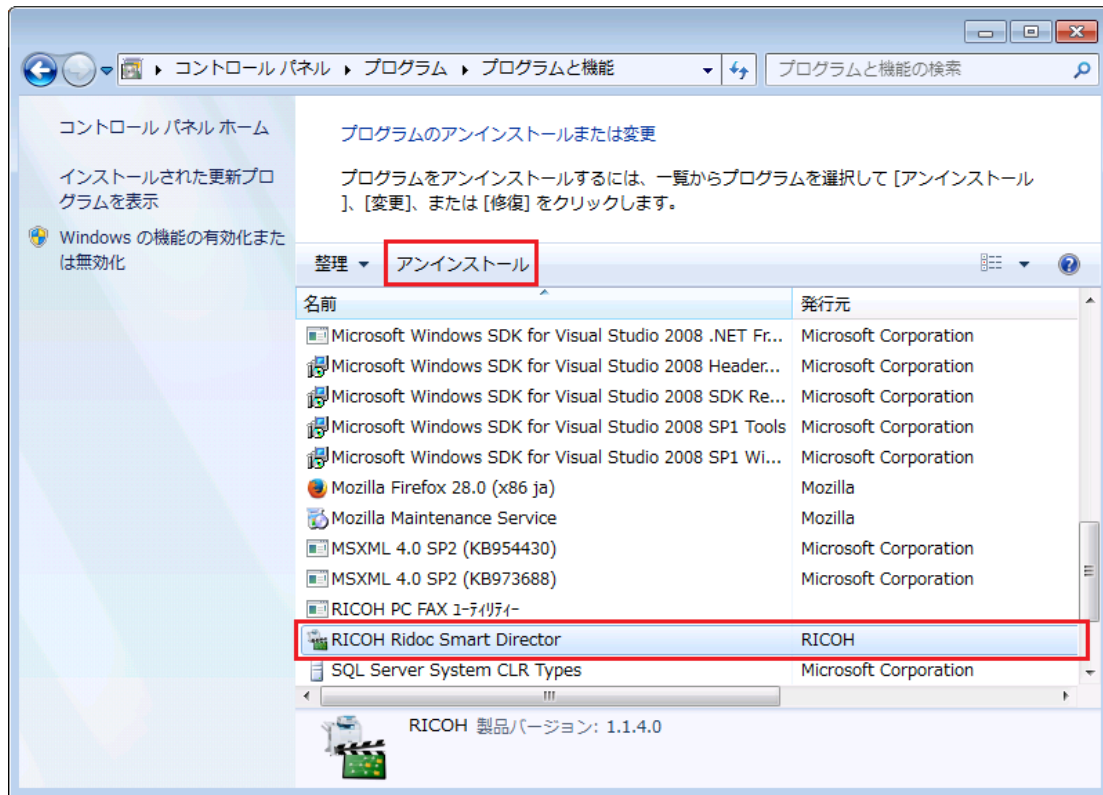 コントロール パネル ▸ プログラム ▸ プログラムと機能
プログラムと機能の検索
コントロール パネル ホーム
インストールされた更新プロ
グラムを表示
Windows の機能の有効化また
は無効化
プログラムのアンインストールまたは変更
プログラムをアンインストールするには、一覧からプログラムを選択して [アンインストール
]、[変更]、または [修復] をクリックします。
整理 ▼ アンインストール
名前 発行元
Microsoft Windows SDK for Visual Studio 2008 .NET Fr... Microsoft Corporation
Microsoft Windows SDK for Visual Studio 2008 Header... Microsoft Corporation
Microsoft Windows SDK for Visual Studio 2008 SDK Re... Microsoft Corporation
Microsoft Windows SDK for Visual Studio 2008 SP1 Tools Microsoft Corporation
Microsoft Windows SDK for Visual Studio 2008 SP1 Wi... Microsoft Corporation
Mozilla Firefox 28.0 (x86 ja) Mozilla
Mozilla Maintenance Service Mozilla
MSXML 4.0 SP2 (KB954430) Microsoft Corporation
MSXML 4.0 SP2 (KB973688) Microsoft Corporation
RICOH PC FAX ﾕｰﾃｨﾘﾃｨｰ
RICOH Ridoc Smart Director RICOH
SQL Server System CLR Types Microsoft Corporation
RICOH 製品バージョン: 1.1.4.0